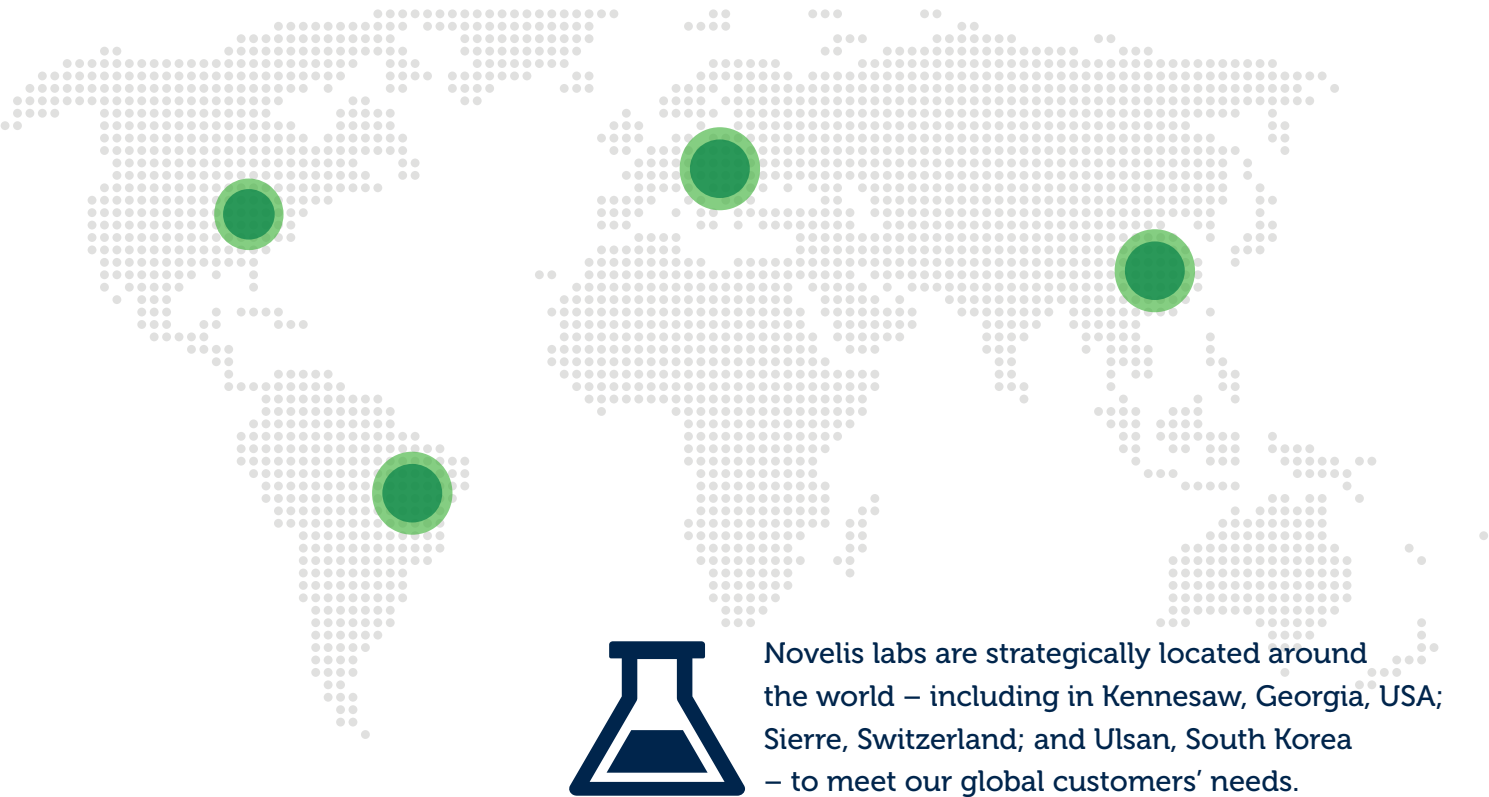 Novelis labs are strategically located around
the world – including in Kennesaw, Georgia, USA;
Sierre, Switzerland; and Ulsan, South Korea
– to meet our global customers’ needs.